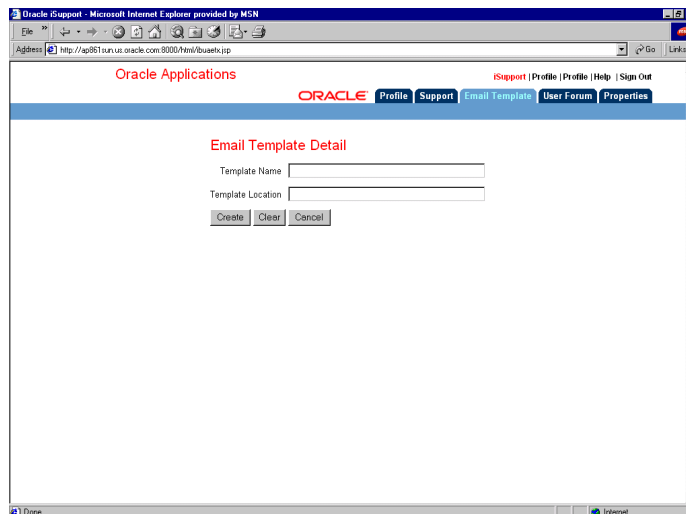 Oracle iSupport - Microsoft Internet Explorer provided by MSN
File »
Address http://ap861sun.us.oracle.com:8000/html/ibuaetx.jsp Go Links
Oracle Applications
iSupport | Profile | Profile | Help | Sign Out
ORACLE Profile Support Email Template User Forum Properties
Email Template Detail
Template Name
Template Location
Create Clear Cancel
Done Internet